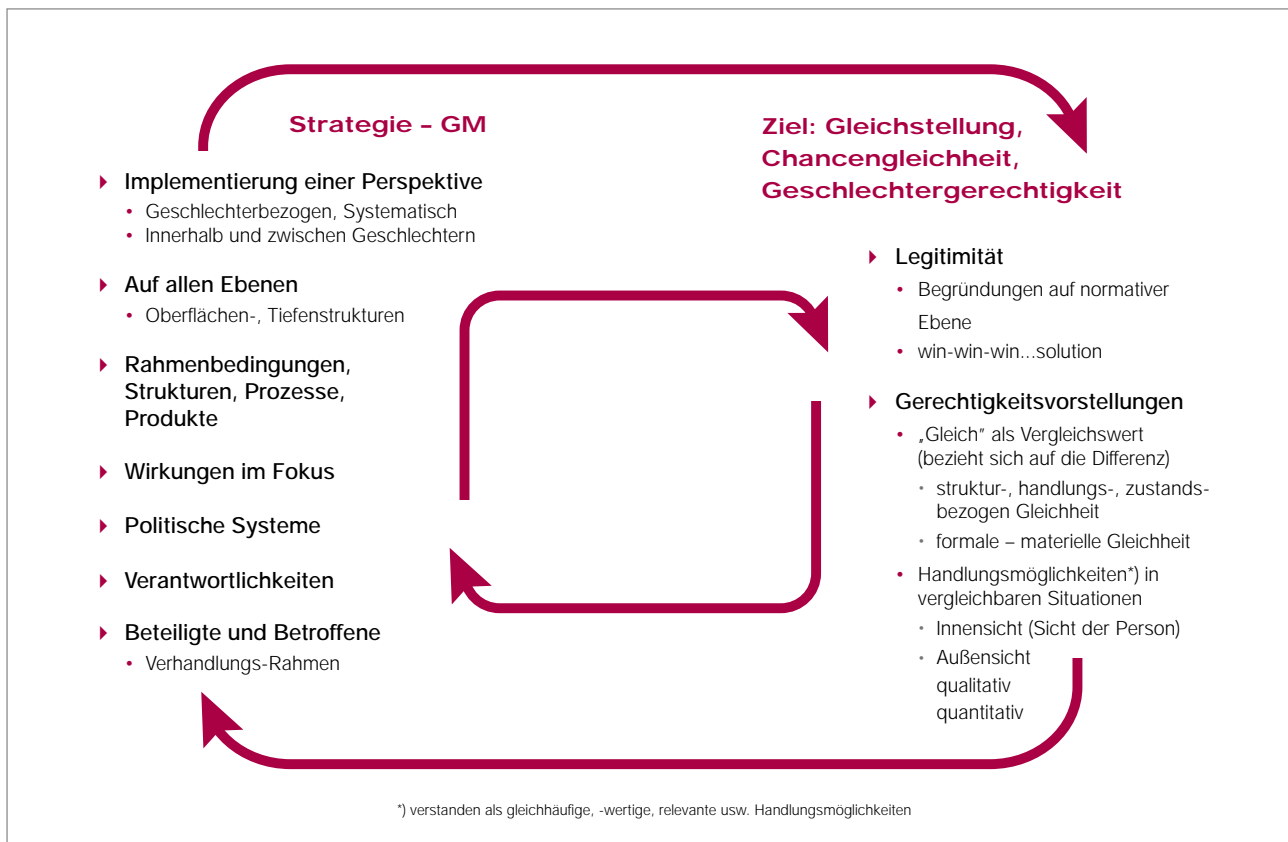 Strategie – GM
Implementierung einer Perspektive
Geschlechterbezogen, Systematisch
Innerhalb und zwischen Geschlechtern
Auf allen Ebenen
Oberflächen-, Tiefenstrukturen
Rahmenbedingungen,
Strukturen, Prozesse,
Produkte
Wirkungen im Fokus
Politische Systeme
Verantwortlichkeiten
Beteiligte und Betroffene
Verhandlungs-Rahmen
Ziel: Gleichstellung,
Chancengleichheit,
Geschlechtergerechtigkeit
Legitimität
Begründungen auf normativer
Ebene
win-win-win...solution
Gerechtigkeitsvorstellungen
„Gleich" als Vergleichswert
(bezieht sich auf die Differenz)
struktur-, handlungs-, zustands-
bezogen Gleichheit
formale – materielle Gleichheit
Handlungsmöglichkeiten*) in
vergleichbaren Situationen
Innensicht (Sicht der Person)
Außensicht
qualitativ
quantitativ
*) verstanden als gleichhäufige, -wertige, relevante usw. Handlungsmöglichkeiten